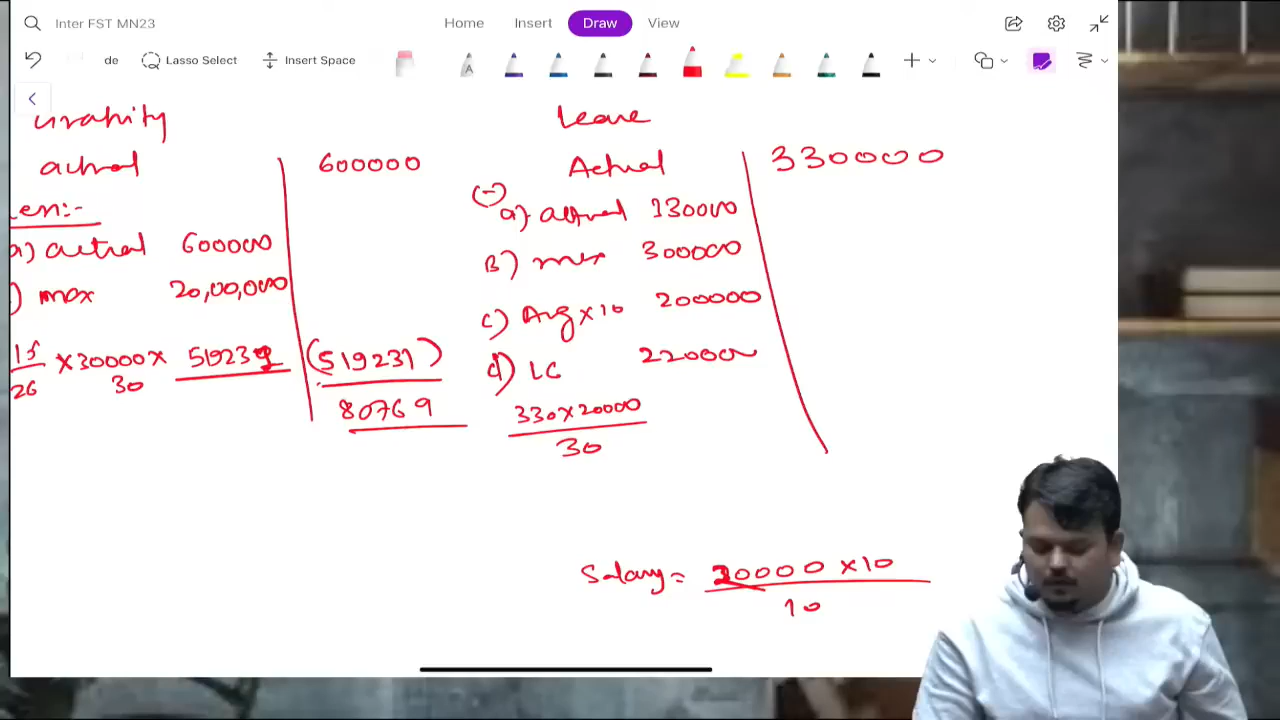 Inter FST MN23
Home Insert Draw View
de Lasso Select Insert Space
actual 600000
a) actual 600000
max 20,00,000
15/26 × 30000 × 30 519231 (519231)
80769
Leave
Actual 330000
(-)
a) actual 330000
B) max 300000
c) Avg × 10 200000
d) LC 220000
330 × 20000
30
Salary = 20000 × 10
10